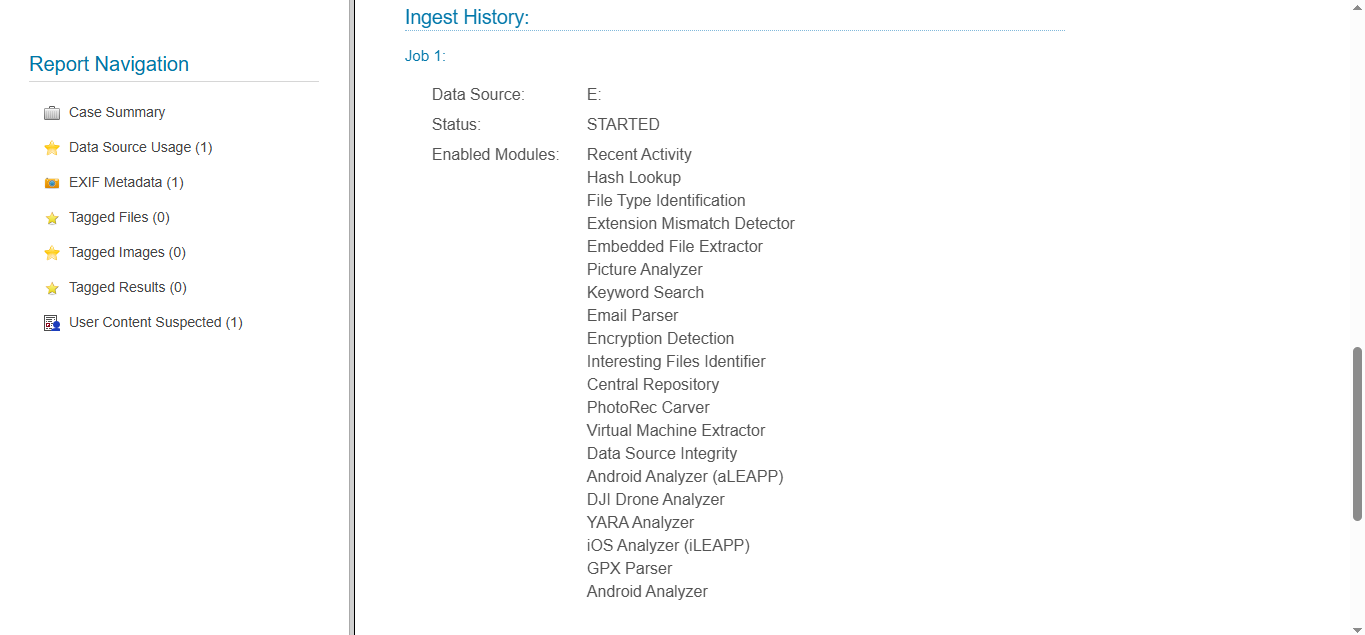 Report Navigation
Case Summary
Data Source Usage (1)
EXIF Metadata (1)
Tagged Files (0)
Tagged Images (0)
Tagged Results (0)
User Content Suspected (1)
Ingest History:
Job 1:
Data Source: E:
Status: STARTED
Enabled Modules: Recent Activity
Hash Lookup
File Type Identification
Extension Mismatch Detector
Embedded File Extractor
Picture Analyzer
Keyword Search
Email Parser
Encryption Detection
Interesting Files Identifier
Central Repository
PhotoRec Carver
Virtual Machine Extractor
Data Source Integrity
Android Analyzer (aLEAPP)
DJI Drone Analyzer
YARA Analyzer
iOS Analyzer (iLEAPP)
GPX Parser
Android Analyzer